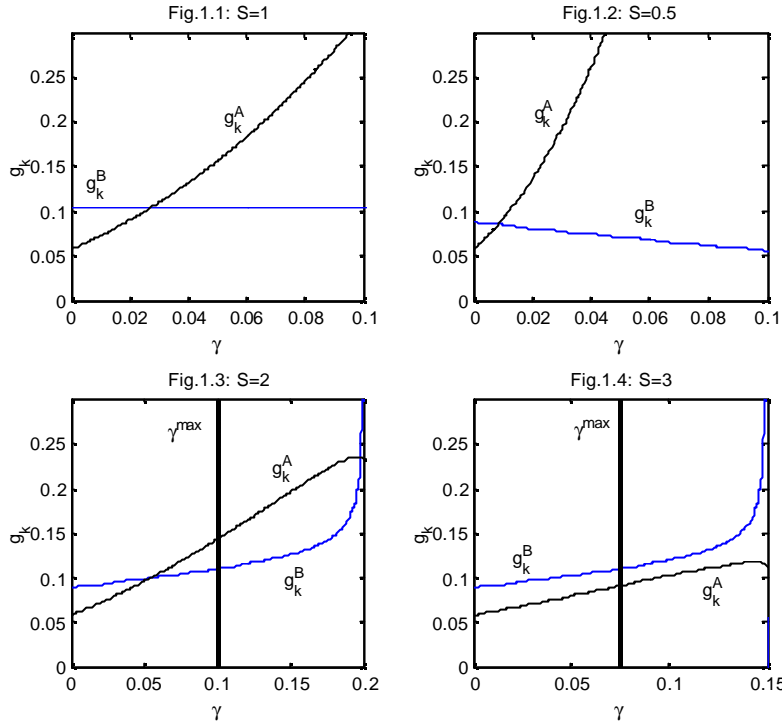 Fig.1.1: S=1
0.25
0.2
0.15
0.1
0.05
0
g_k
g_k^A
g_k^B
0 0.02 0.04 0.06 0.08 0.1
γ
Fig.1.2: S=0.5
0.25
0.2
0.15
0.1
0.05
0
g_k
g_k^A
g_k^B
0 0.02 0.04 0.06 0.08 0.1
γ
Fig.1.3: S=2
0.25
0.2
0.15
0.1
0.05
0
g_k
γ^max
g_k^A
g_k^B
0 0.05 0.1 0.15 0.2
γ
Fig.1.4: S=3
0.25
0.2
0.15
0.1
0.05
0
g_k
γ^max
g_k^B
g_k^A
0 0.05 0.1 0.15
γ